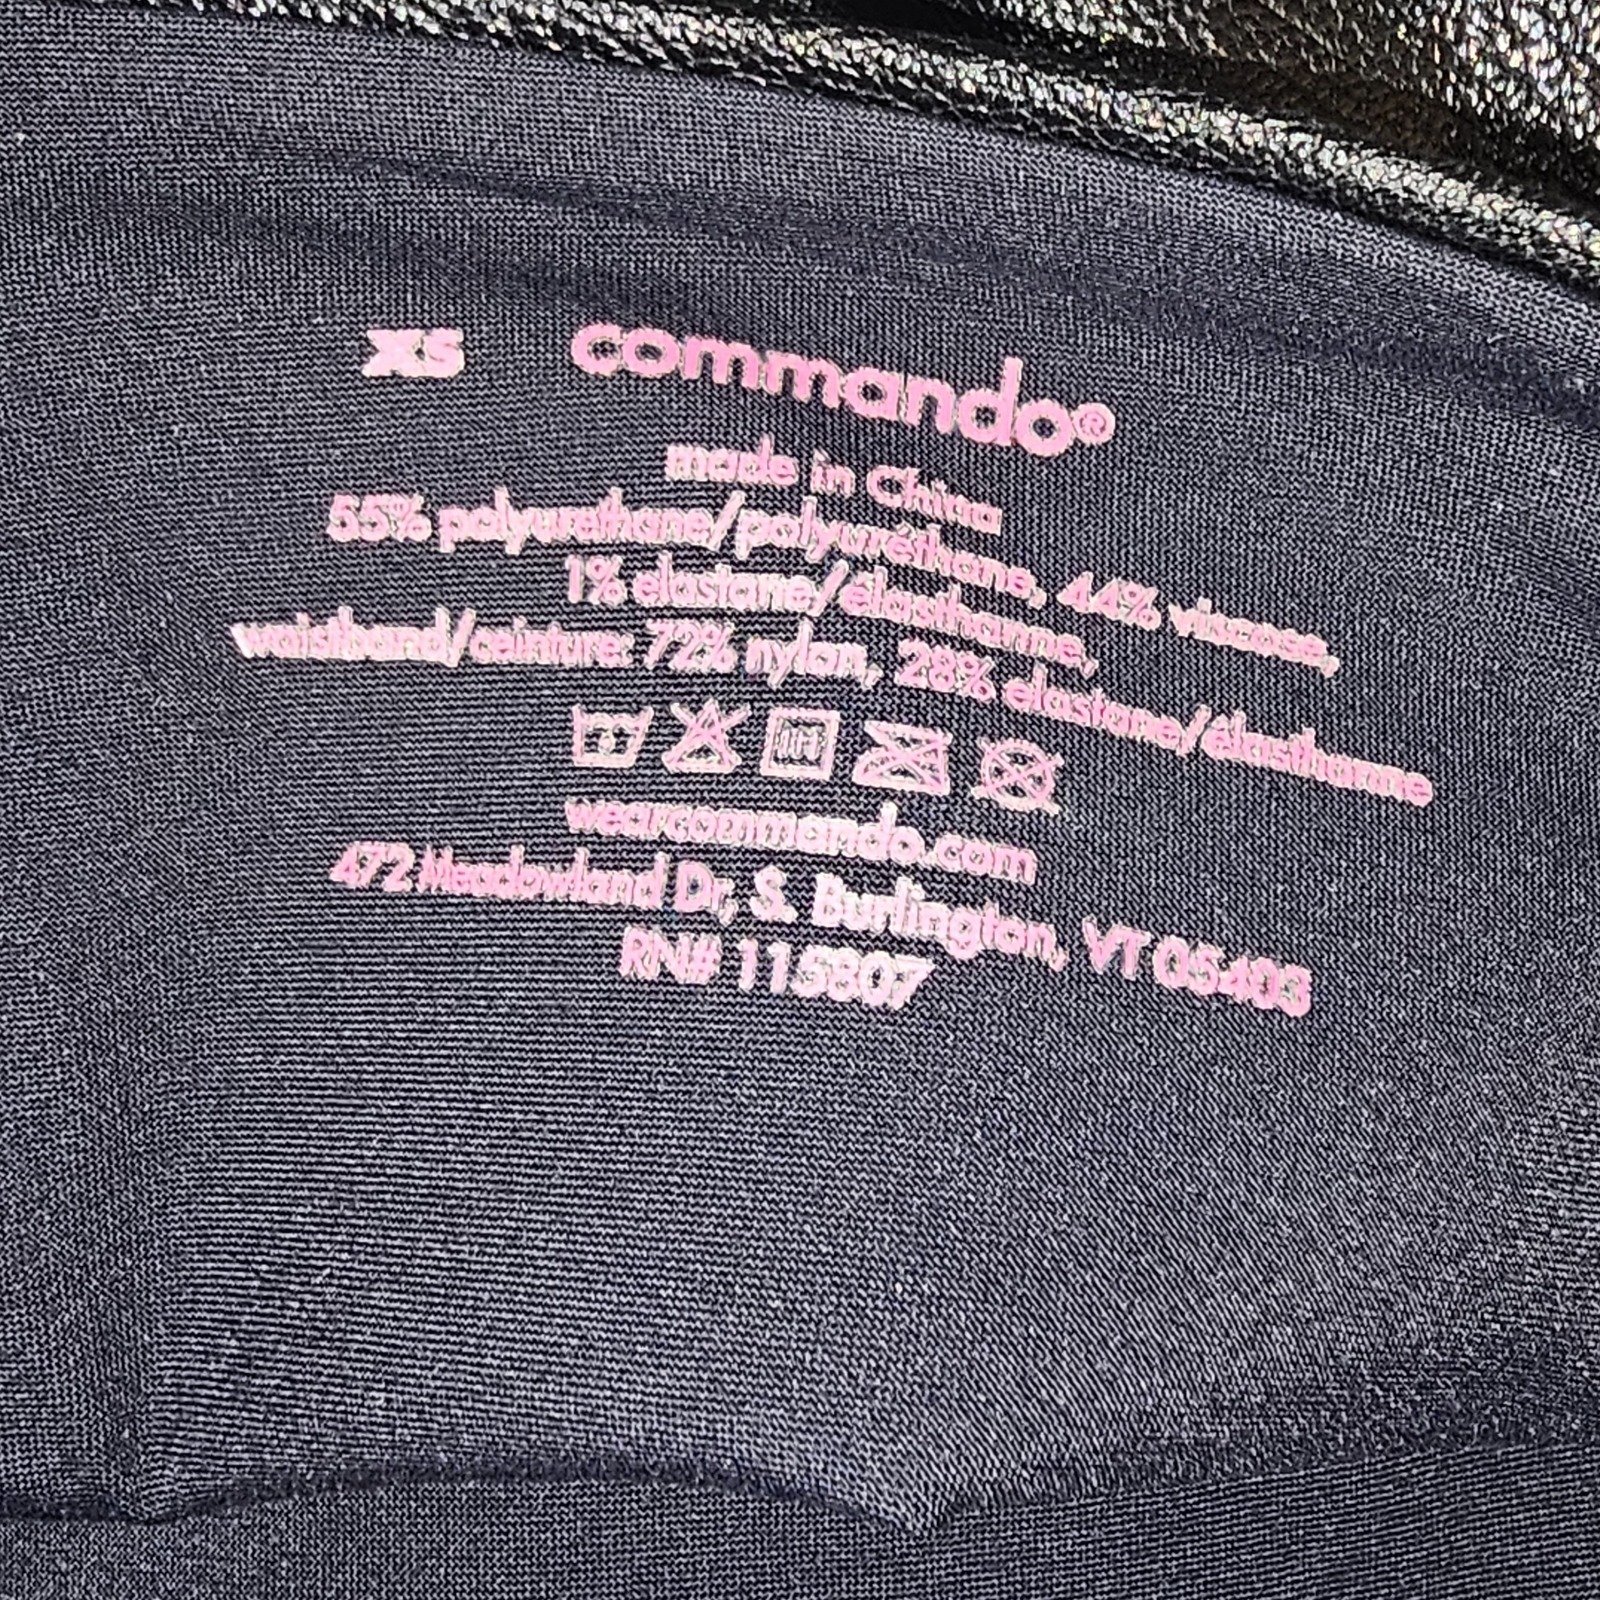 XS commando®
made in China
55% polyurethane/polyuréthane, 44% viscose,
1% elastane/élasthanne,
waistband/ceinture: 72% nylon, 28% elastane/élasthanne
wearcommando.com
472 Meadowland Dr, S. Burlington, VT 05403
RN# 115807